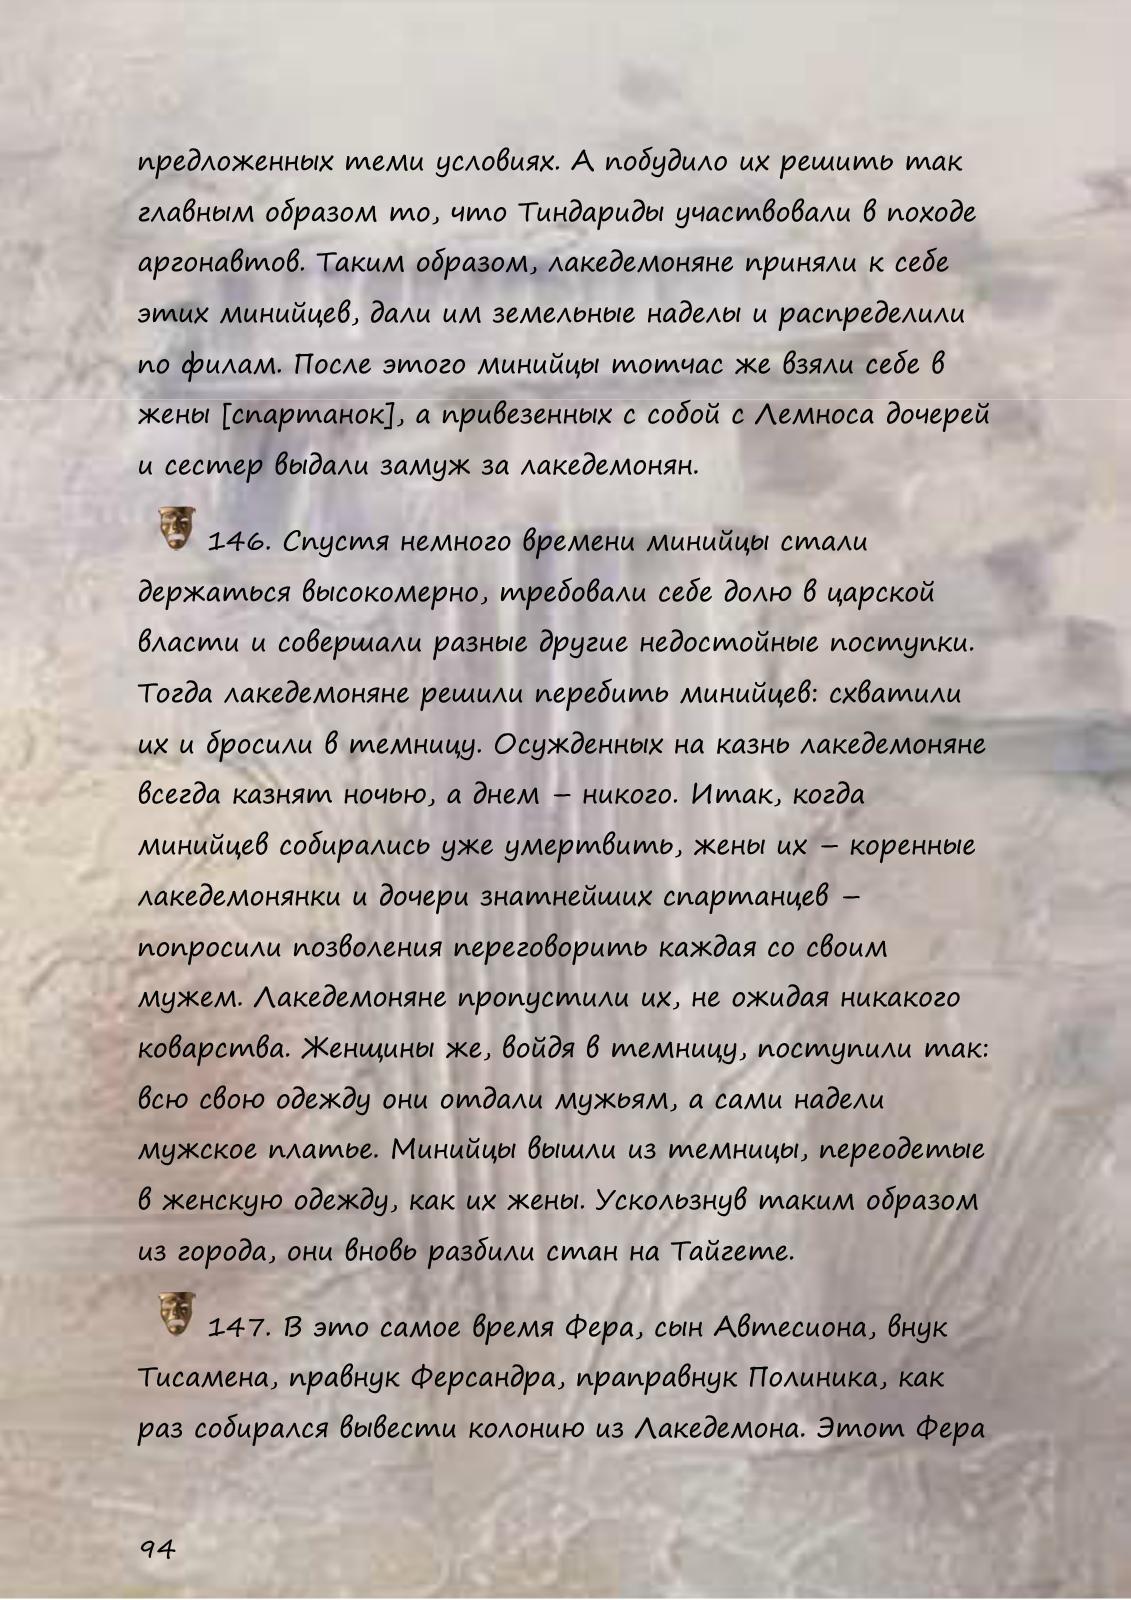 предложенных теми условиях. А побудило их решить так
главным образом то, что Тиндариды участвовали в походе
аргонавтов. Таким образом, лакедемоняне приняли к себе
этих минийцев, дали им земельные наделы и распределили
по филам. После этого минийцы тотчас же взяли себе в
жены [спартанок], а привезенных с собой с Лемноса дочерей
и сестер выдали замуж за лакедемонян.
146. Спустя немного времени минийцы стали
держаться высокомерно, требовали себе долю в царской
власти и совершали разные другие недостойные поступки.
Тогда лакедемоняне решили перебить минийцев: схватили
их и бросили в темницу. Осужденных на казнь лакедемоняне
всегда казнят ночью, а днем – никого. Итак, когда
минийцев собирались уже умертвить, жены их – коренные
лакедемонянки и дочери знатнейших спартанцев –
попросили позволения переговорить каждая со своим
мужем. Лакедемоняне пропустили их, не ожидая никакого
коварства. Женщины же, войдя в темницу, поступили так:
всю свою одежду они отдали мужьям, а сами надели
мужское платье. Минийцы вышли из темницы, переодетые
в женскую одежду, как их жены. Ускользнув таким образом
из города, они вновь разбили стан на Тайгете.
147. В это самое время Фера, сын Автесиона, внук
Тисамена, правнук Ферсандра, праправнук Полиника, как
раз собирался вывести колонию из Лакедемона. Этот Фера
94